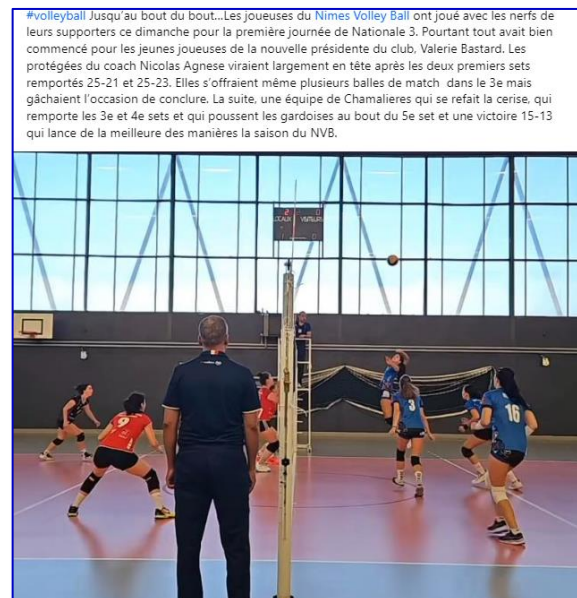 #volleyball Jusqu'au bout du bout...Les joueuses du Nimes Volley Ball ont joué avec les nerfs de
leurs supporters ce dimanche pour la première journée de Nationale 3. Pourtant tout avait bien
commencé pour les jeunes joueuses de la nouvelle présidente du club, Valerie Bastard. Les
protégées du coach Nicolas Agnese viraient largement en tête après les deux premiers sets
remportés 25-21 et 25-23. Elles s'offraient même plusieurs balles de match  dans le 3e mais
gâchaient l'occasion de conclure. La suite, une équipe de Chamalieres qui se refait la cerise, qui
remporte les 3e et 4e sets et qui poussent les gardoises au bout du 5e set et une victoire 15-13
qui lance de la meilleure des manières la saison du NVB.
2 0
LOCAUX VISITEURS
9
3
16